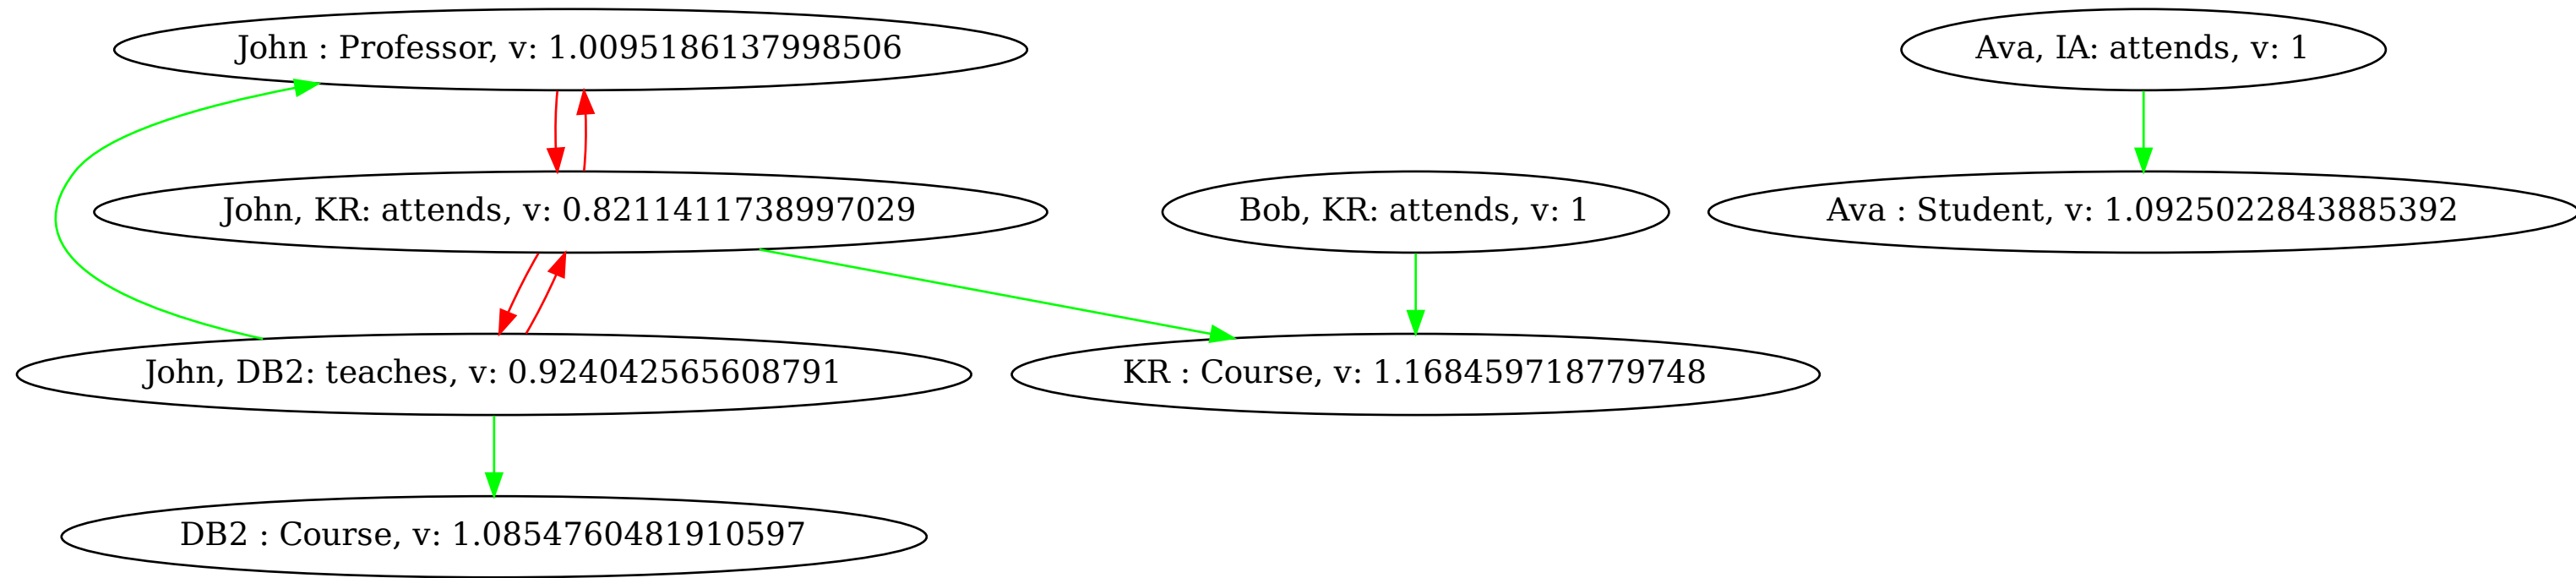 John : Professor, v: 1.0095186137998506
Ava, IA: attends, v: 1
John, KR: attends, v: 0.8211411738997029
Bob, KR: attends, v: 1
Ava : Student, v: 1.0925022843885392
John, DB2: teaches, v: 0.924042565608791
KR : Course, v: 1.168459718779748
DB2 : Course, v: 1.0854760481910597